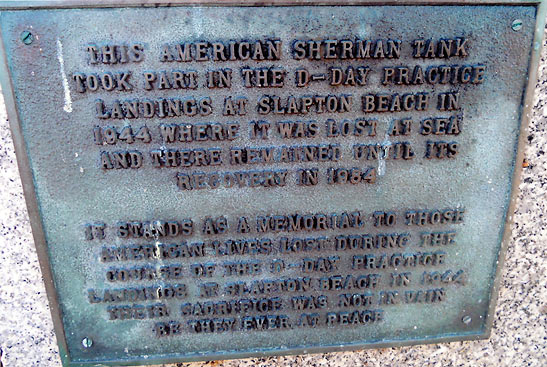 THIS AMERICAN SHERMAN TANK
TOOK PART IN THE D-DAY PRACTICE
LANDINGS AT SLAPTON BEACH IN
1944 WHERE IT WAS LOST AT SEA
AND THERE REMAINED UNTIL ITS
RECOVERY IN 1984
IT STANDS AS A MEMORIAL TO THOSE
AMERICAN LIVES LOST DURING THE
COURSE OF THE D-DAY PRACTICE
LANDINGS AT SLAPTON BEACH IN 1944
THEIR SACRIFICE WAS NOT IN VAIN
BE THEY EVER AT PEACE